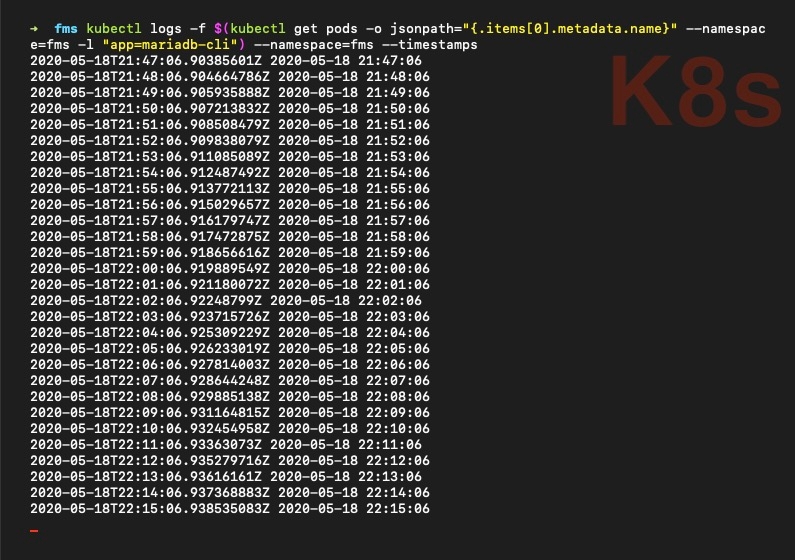 ➜  fms kubectl logs -f $(kubectl get pods -o jsonpath="{.items[0].metadata.name}" --namespac
e=fms -l "app=mariadb-cli") --namespace=fms --timestamps
K8s
2020-05-18T21:47:06.90385601Z 2020-05-18 21:47:06
2020-05-18T21:48:06.904664786Z 2020-05-18 21:48:06
2020-05-18T21:49:06.905935888Z 2020-05-18 21:49:06
2020-05-18T21:50:06.907213832Z 2020-05-18 21:50:06
2020-05-18T21:51:06.908508479Z 2020-05-18 21:51:06
2020-05-18T21:52:06.909838079Z 2020-05-18 21:52:06
2020-05-18T21:53:06.911085089Z 2020-05-18 21:53:06
2020-05-18T21:54:06.912487492Z 2020-05-18 21:54:06
2020-05-18T21:55:06.913772113Z 2020-05-18 21:55:06
2020-05-18T21:56:06.915029657Z 2020-05-18 21:56:06
2020-05-18T21:57:06.916179747Z 2020-05-18 21:57:06
2020-05-18T21:58:06.917472875Z 2020-05-18 21:58:06
2020-05-18T21:59:06.918656616Z 2020-05-18 21:59:06
2020-05-18T22:00:06.919889549Z 2020-05-18 22:00:06
2020-05-18T22:01:06.921180072Z 2020-05-18 22:01:06
2020-05-18T22:02:06.92248799Z 2020-05-18 22:02:06
2020-05-18T22:03:06.923715726Z 2020-05-18 22:03:06
2020-05-18T22:04:06.925309229Z 2020-05-18 22:04:06
2020-05-18T22:05:06.926233019Z 2020-05-18 22:05:06
2020-05-18T22:06:06.927814003Z 2020-05-18 22:06:06
2020-05-18T22:07:06.928644248Z 2020-05-18 22:07:06
2020-05-18T22:08:06.929885138Z 2020-05-18 22:08:06
2020-05-18T22:09:06.931164815Z 2020-05-18 22:09:06
2020-05-18T22:10:06.932454958Z 2020-05-18 22:10:06
2020-05-18T22:11:06.93363073Z 2020-05-18 22:11:06
2020-05-18T22:12:06.935279716Z 2020-05-18 22:12:06
2020-05-18T22:13:06.93616161Z 2020-05-18 22:13:06
2020-05-18T22:14:06.937368883Z 2020-05-18 22:14:06
2020-05-18T22:15:06.938535083Z 2020-05-18 22:15:06